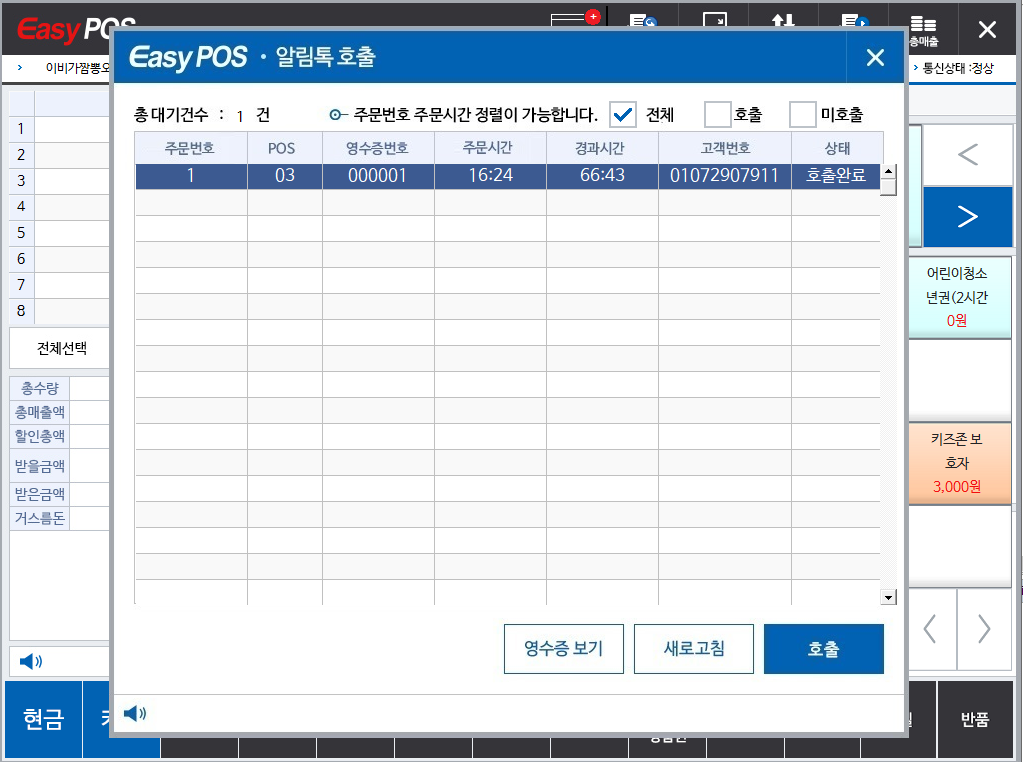 Easy POS
총매출
이비가짬뽕오
통신상태 :정상
Easy POS · 알림톡 호출
총 대기건수 : 1 건
주문번호 주문시간 정렬이 가능합니다.
전체
호출
미호출
주문번호 POS 영수증번호 주문시간 경과시간 고객번호 상태
1 03 000001 16:24 66:43 01072907911 호출완료
1
2
3
4
5
6
7
8
전체선택
총수량
총매출액
할인총액
받을금액
받은금액
거스름돈
어린이청소
년권(2시간
0원
키즈존 보
호자
3,000원
영수증 보기
새로고침
호출
현금
반품